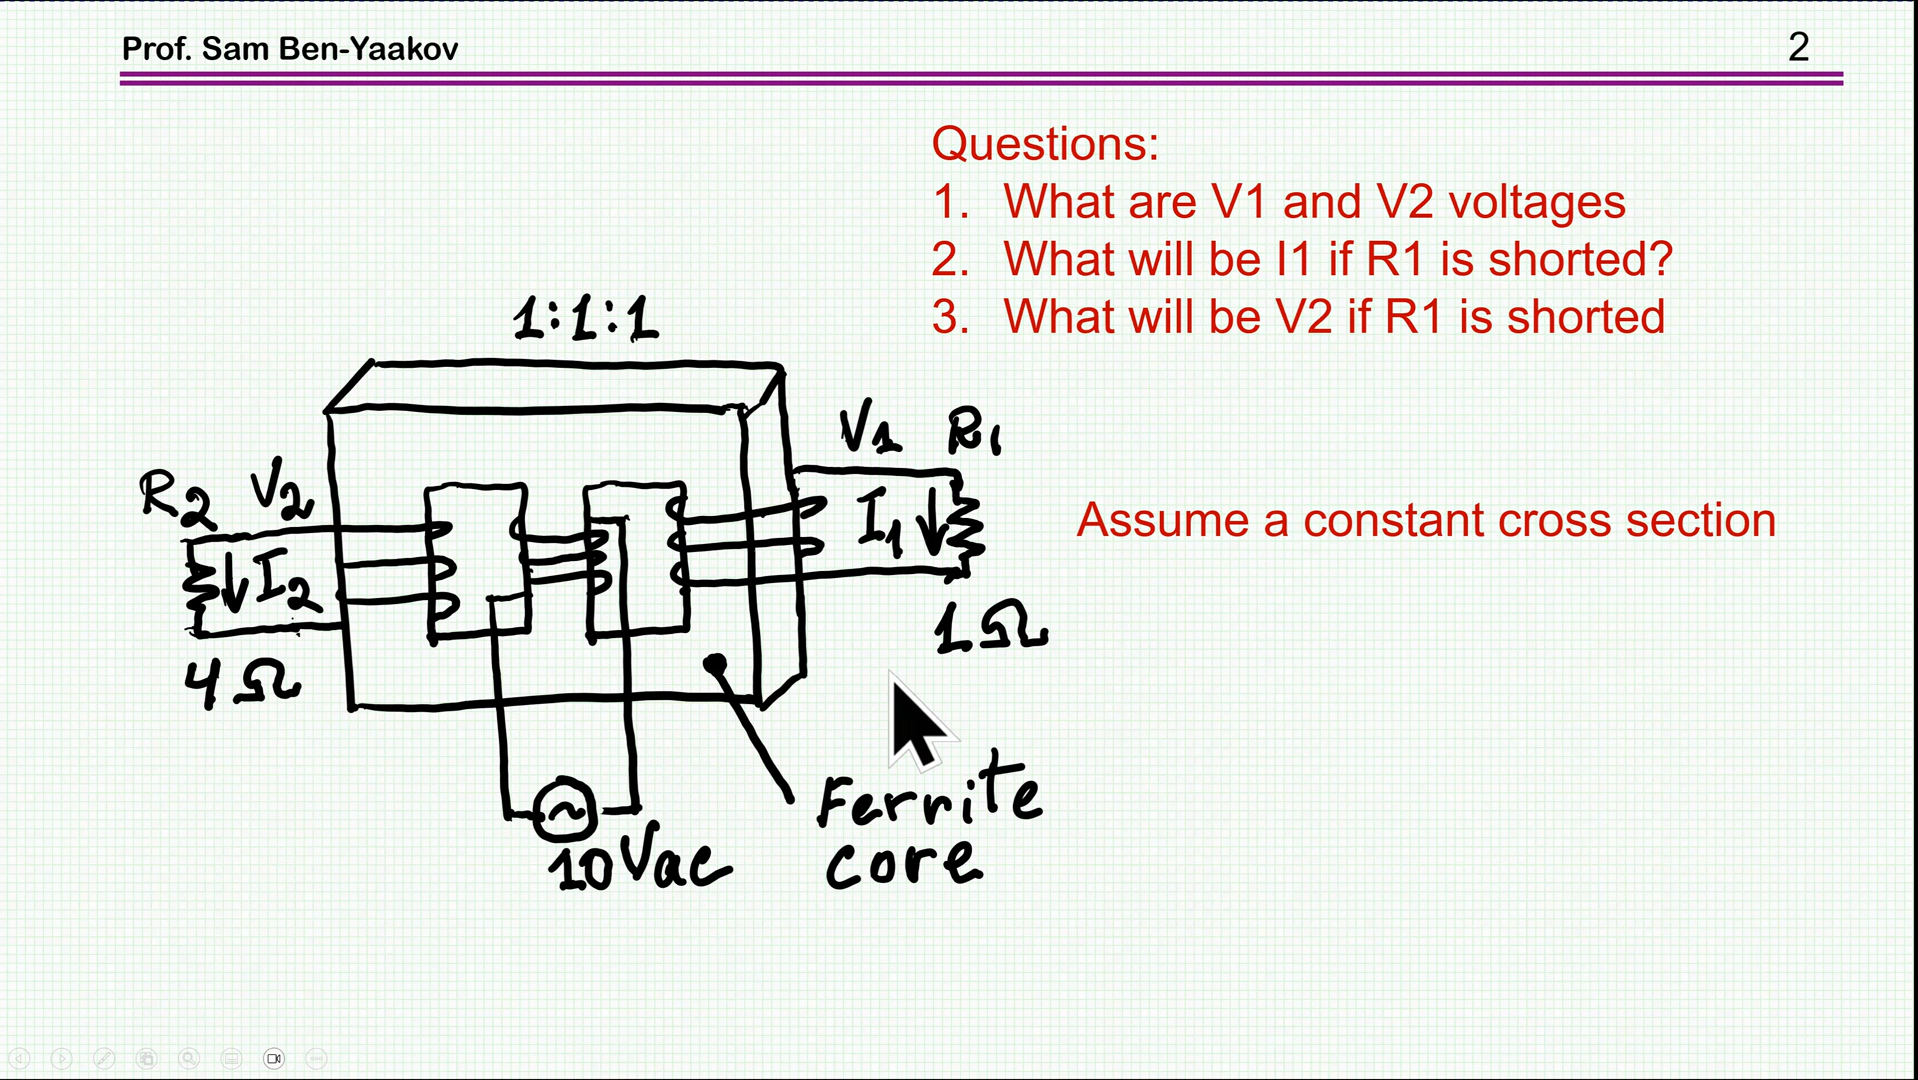 Prof. Sam Ben-Yaakov
2
Questions:
1. What are V1 and V2 voltages
2. What will be I1 if R1 is shorted?
3. What will be V2 if R1 is shorted
1:1:1
V1 R1
R2 V2
I1
Assume a constant cross section
I2
1Ω
4Ω
Ferrite
core
10Vac